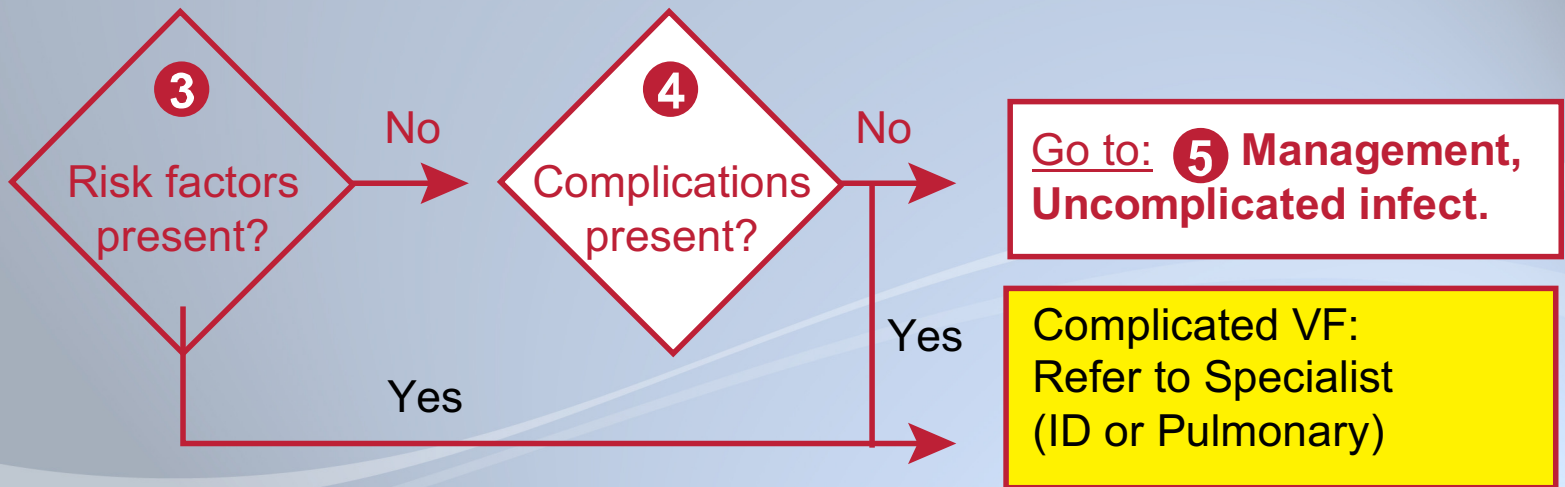 3
Risk factors
present?
No
4
Complications
present?
No
Go to: 5 Management,
Uncomplicated infect.
Yes
Yes
Complicated VF:
Refer to Specialist
(ID or Pulmonary)